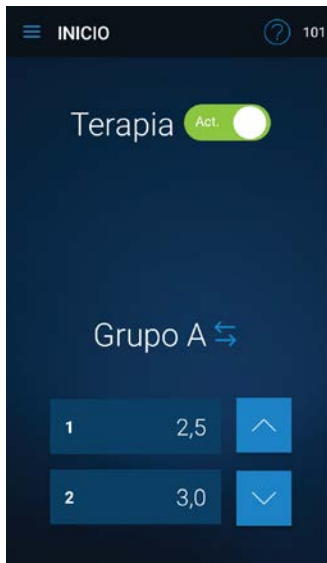 INICIO 101
Terapia Act.
Grupo A
1 2,5
2 3,0